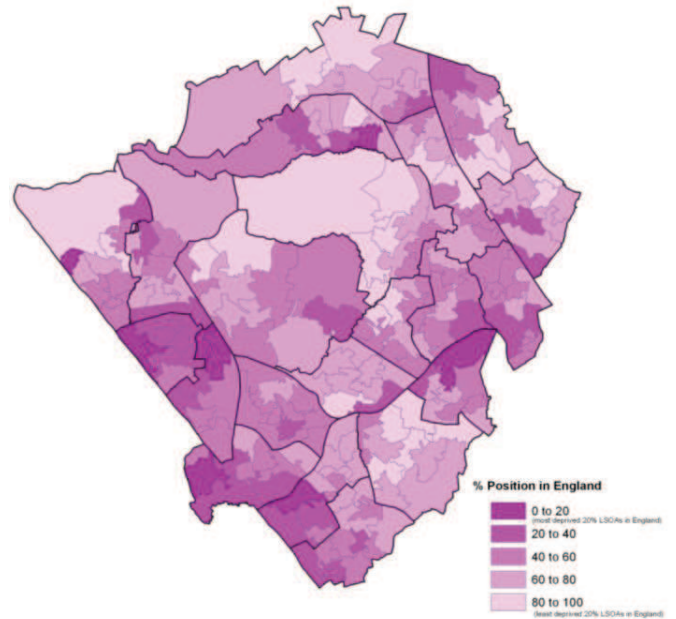 % Position in England
0 to 20
(most deprived 20% LSOAs in England)
20 to 40
40 to 60
60 to 80
80 to 100
(least deprived 20% LSOAs in England)